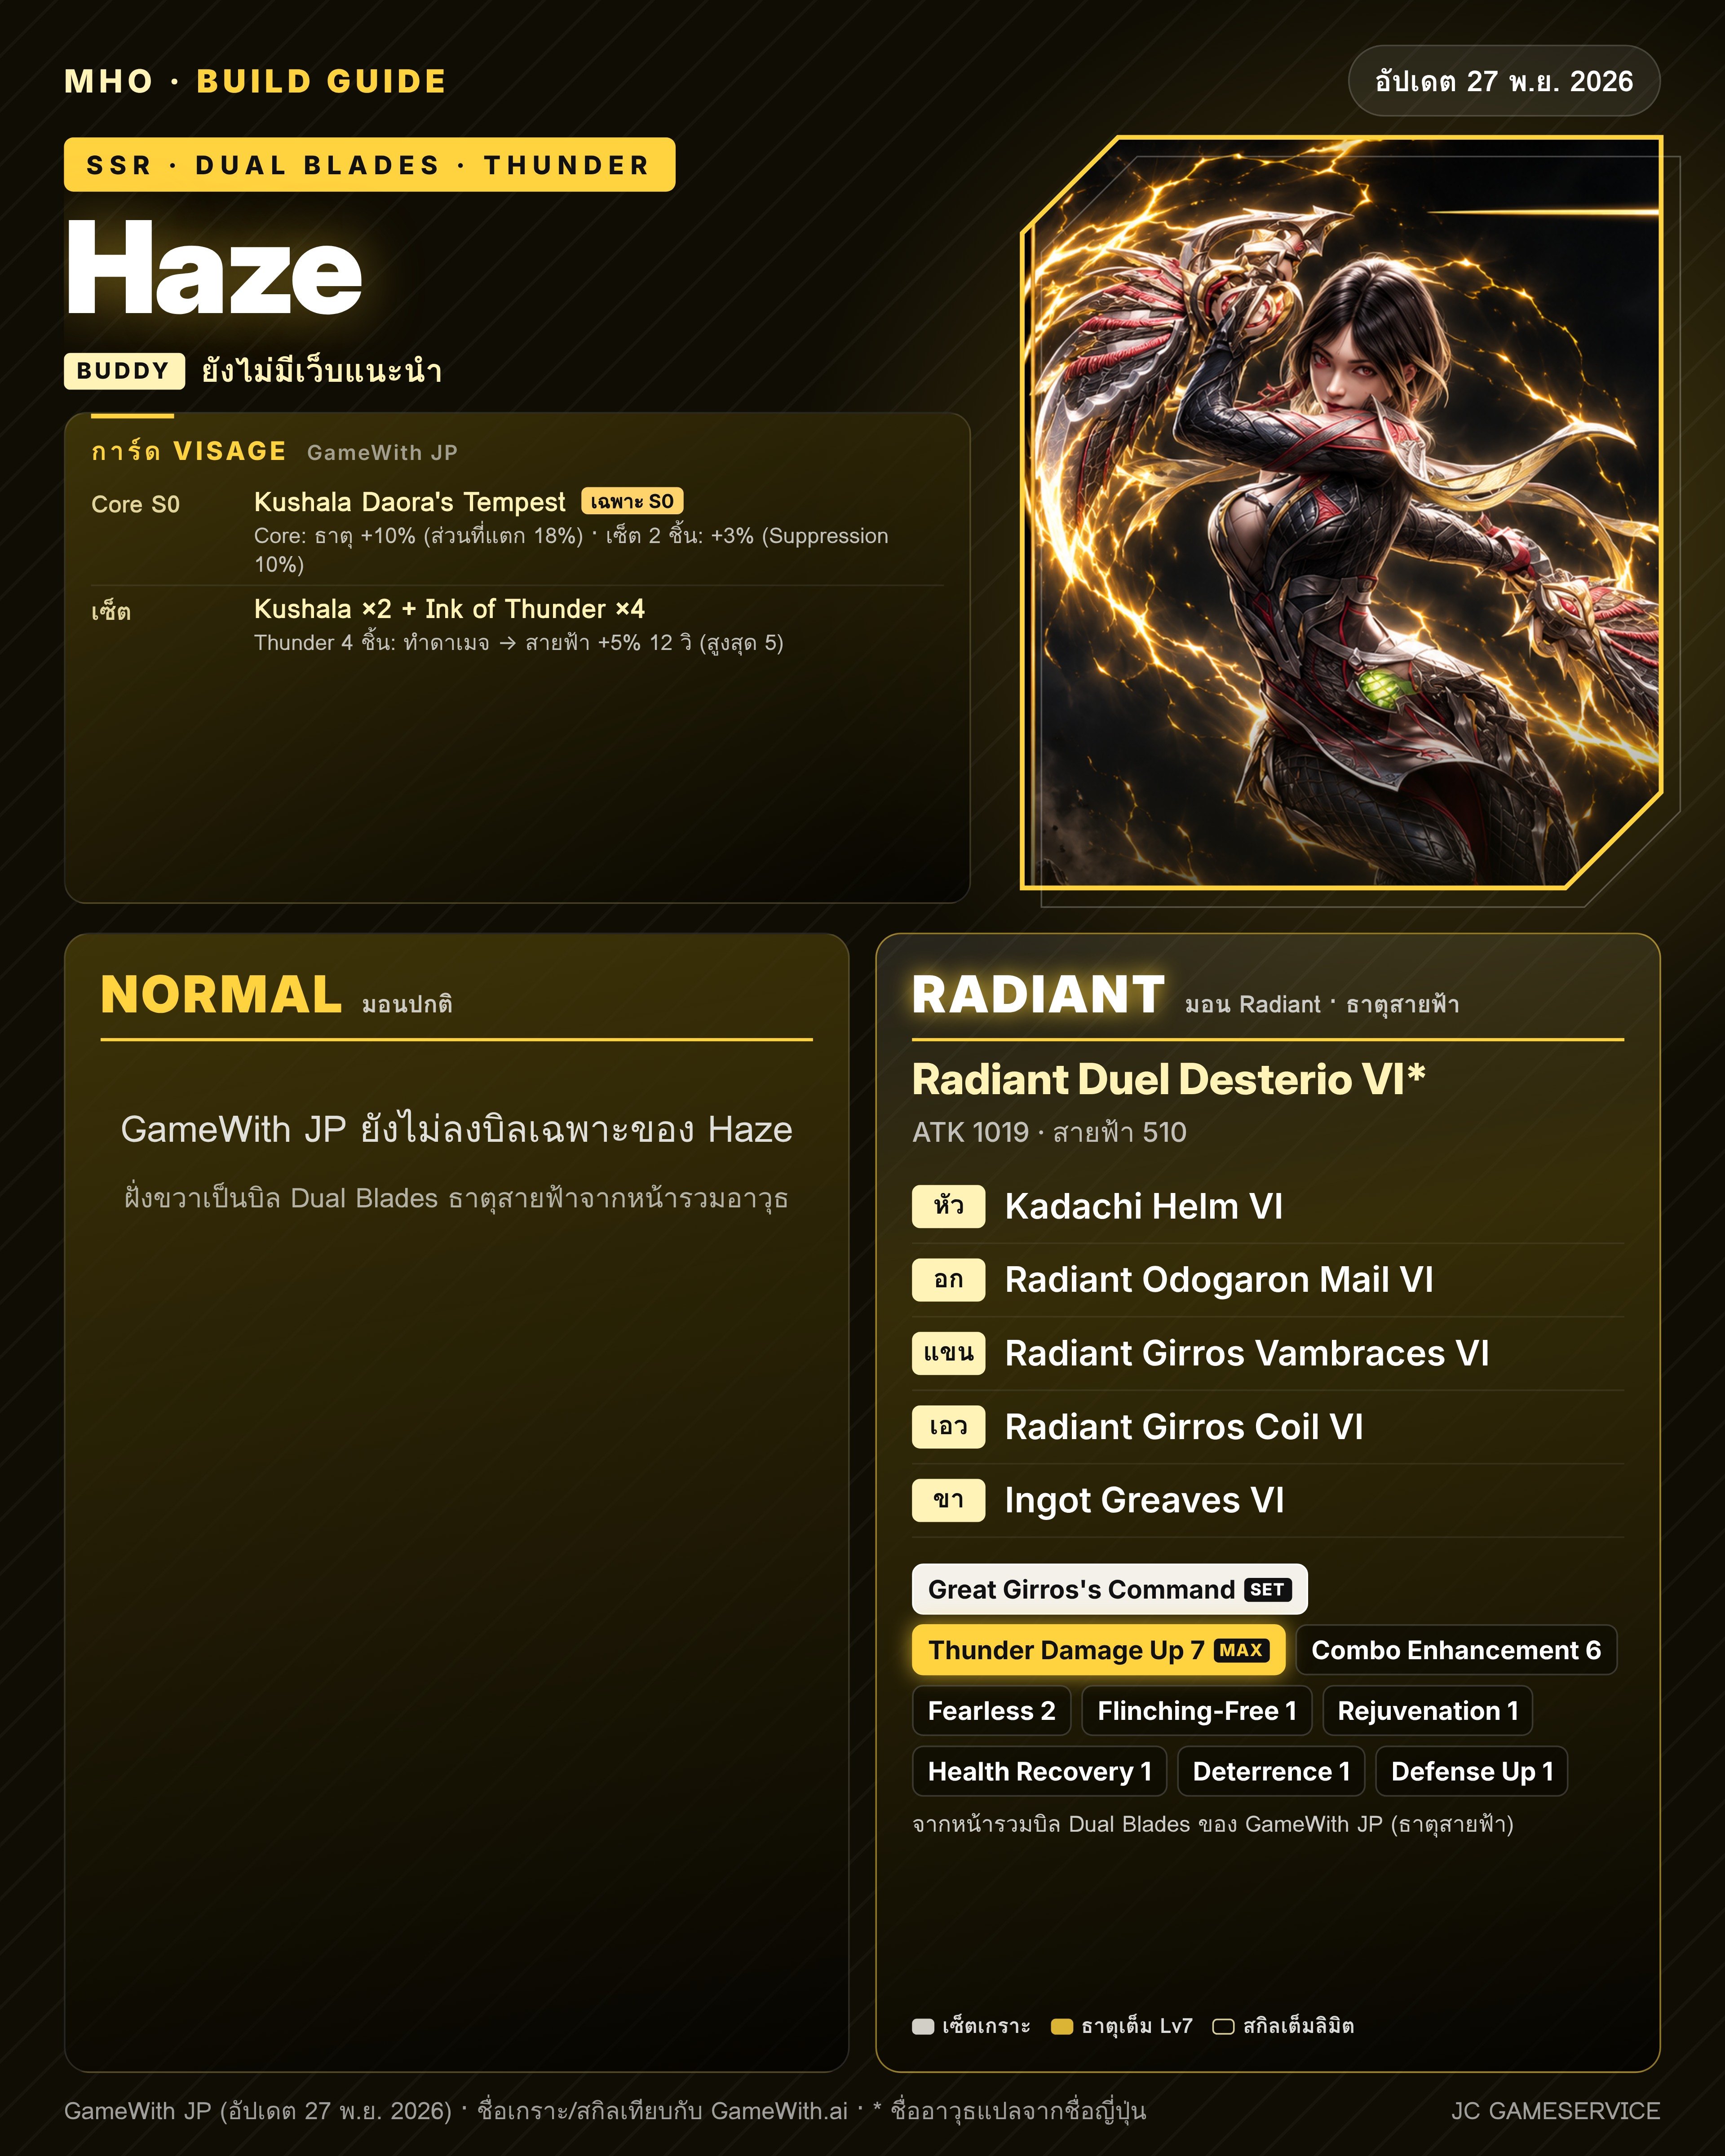 MHO · BUILD GUIDE
อัปเดต 27 พ.ย. 2026
SSR · DUAL BLADES · THUNDER
Haze
BUDDY ยังไม่มีเว็บแนะนำ
การ์ด VISAGE GameWith JP
Core S0 Kushala Daora's Tempest เฉพาะ S0
Core: ธาตุ +10% (ส่วนที่แตก 18%) · เซ็ต 2 ชิ้น: +3% (Suppression
10%)
เซ็ต Kushala ×2 + Ink of Thunder ×4
Thunder 4 ชิ้น: ทำดาเมจ → สายฟ้า +5% 12 วิ (สูงสุด 5)
NORMAL มอนปกติ
GameWith JP ยังไม่ลงบิลเฉพาะของ Haze
ฝั่งขวาเป็นบิล Dual Blades ธาตุสายฟ้าจากหน้ารวมอาวุธ
RADIANT มอน Radiant · ธาตุสายฟ้า
Radiant Duel Desterio VI*
ATK 1019 · สายฟ้า 510
หัว Kadachi Helm VI
อก Radiant Odogaron Mail VI
แขน Radiant Girros Vambraces VI
เอว Radiant Girros Coil VI
ขา Ingot Greaves VI
Great Girros's Command SET
Thunder Damage Up 7 MAX Combo Enhancement 6
Fearless 2 Flinching-Free 1 Rejuvenation 1
Health Recovery 1 Deterrence 1 Defense Up 1
จากหน้ารวมบิล Dual Blades ของ GameWith JP (ธาตุสายฟ้า)
เซ็ตเกราะ ธาตุเต็ม Lv7 สกิลเต็มลิมิต
GameWith JP (อัปเดต 27 พ.ย. 2026) · ชื่อเกราะ/สกิลเทียบกับ GameWith.ai · * ชื่ออาวุธแปลจากชื่อญี่ปุ่น
JC GAMESERVICE